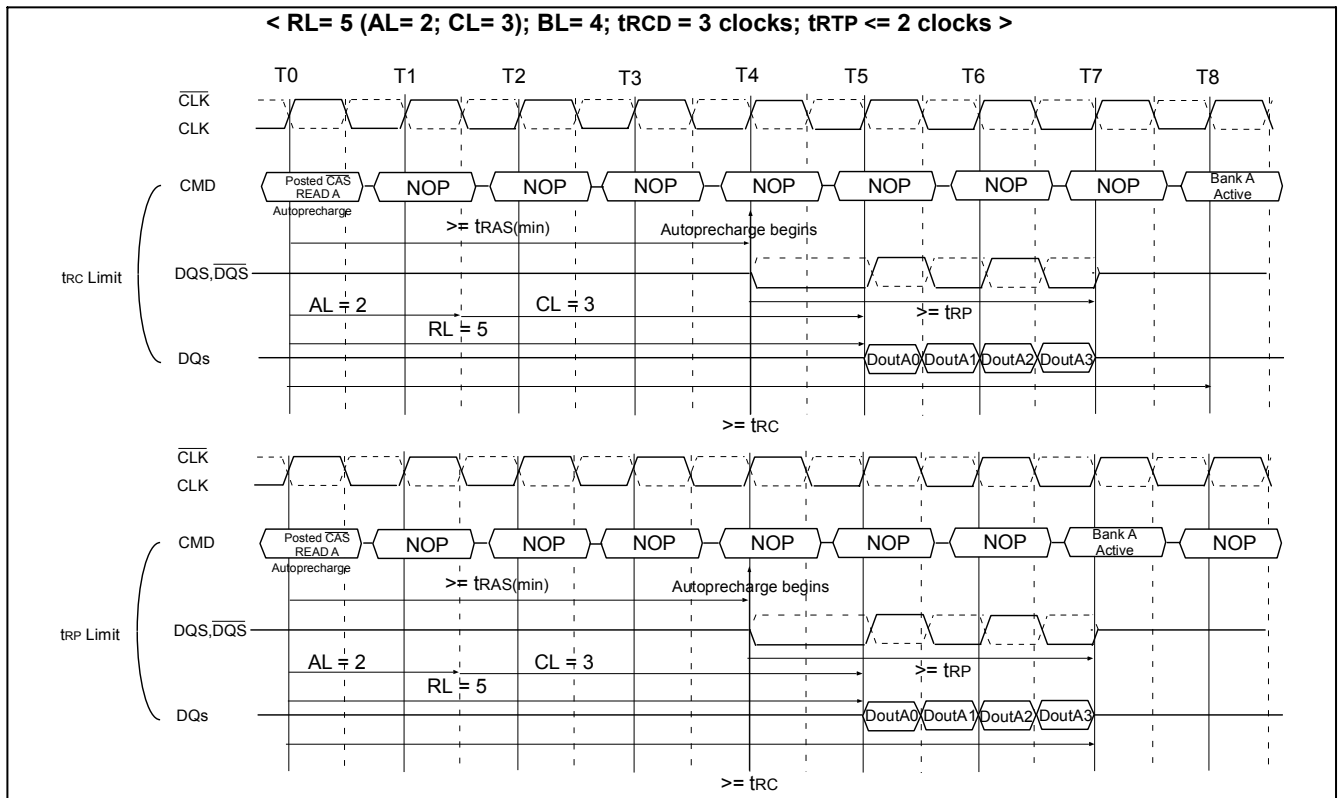 < RL= 5 (AL= 2; CL= 3); BL= 4; tRCD = 3 clocks; tRTP <= 2 clocks >
T0 T1 T2 T3 T4 T5 T6 T7 T8
CLK
CLK
CMD Posted CAS READ A NOP NOP NOP NOP NOP NOP NOP Bank A Active
Autoprecharge
>= tRAS(min) Autoprecharge begins
tRC Limit
DQS,DQS
AL = 2 CL = 3 >= tRP
RL = 5
DQs DoutA0 DoutA1 DoutA2 DoutA3
>= tRC
CLK
CLK
CMD Posted CAS READ A NOP NOP NOP NOP NOP NOP Bank A Active NOP
Autoprecharge
>= tRAS(min) Autoprecharge begins
tRP Limit
DQS,DQS
AL = 2 CL = 3 >= tRP
RL = 5
DQs DoutA0 DoutA1 DoutA2 DoutA3
>= tRC